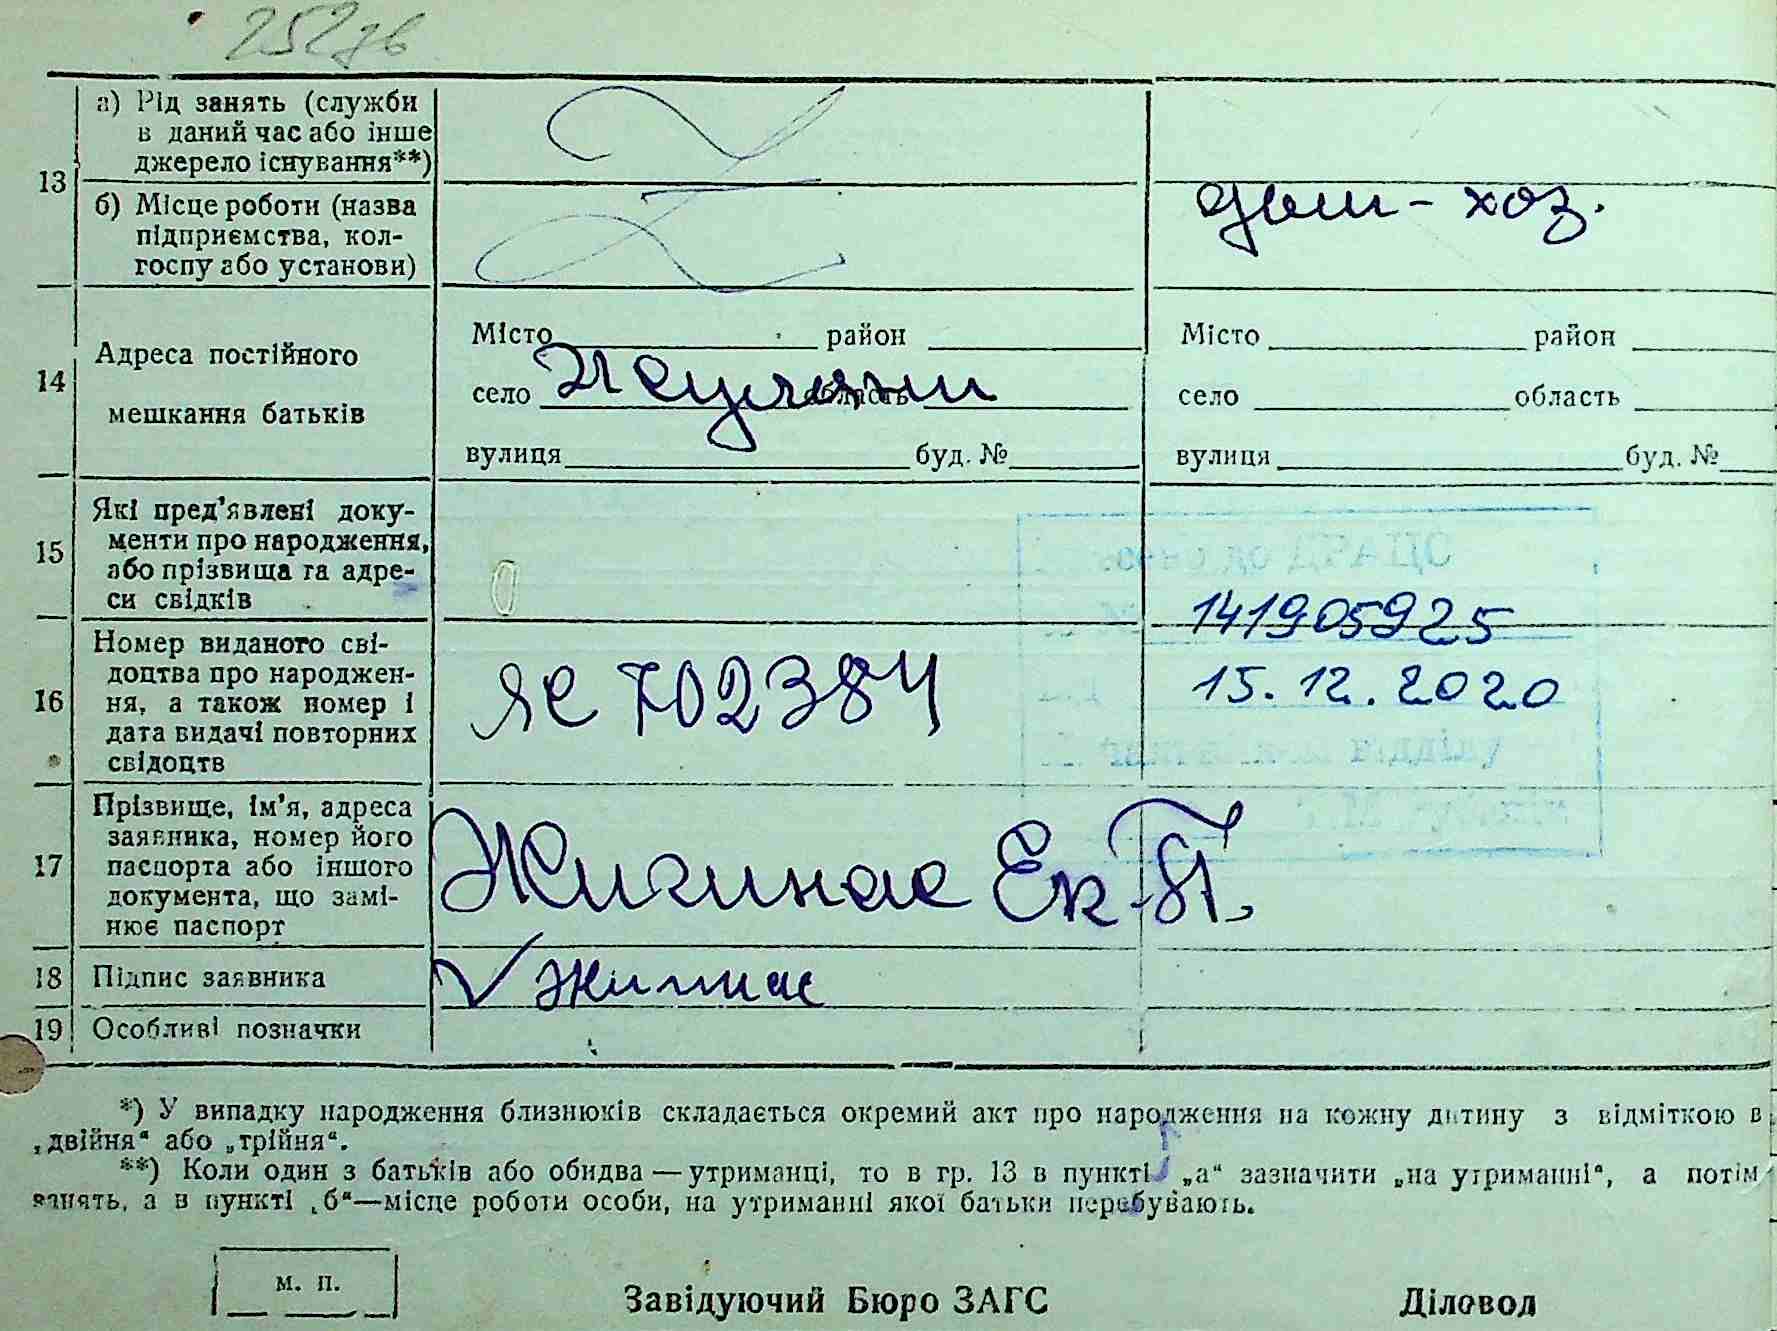 252дв
13
а) Рід занять (служби
в даний час або інше
джерело існування**)
б) Місце роботи (назва
підприємства, кол-
госпу або установи)
дом-хоз.
14
Адреса постійного
мешкання батьків
Місто район
село область
вулиця буд. №
Місто район
село область
вулиця буд. №
15
Які пред'явлені доку-
менти про народження,
або прізвища та адре-
си свідків
141905925
16
Номер виданого сві-
доцтва про народжен-
ня, а також номер і
дата видачі повторних
свідоцтв
ЯС 702384
15.12.2020
17
Прізвище, ім'я, адреса
заявника, номер його
паспорта або іншого
документа, що замі-
нює паспорт
Жигинас Ек. П.
18 Підпис заявника
19 Особливі позначки
*) У випадку народження близнюків складається окремий акт про народження на кожну дитину з відміткою в
„двійня“ або „трійня“.
**) Коли один з батьків або обидва — утриманці, то в гр. 13 в пункті „а“ зазначити „на утриманні“, а потім
занять, а в пункті „б“—місце роботи особи, на утриманні якої батьки перебувають.
м. п.
Завідуючий Бюро ЗАГС
Діловод